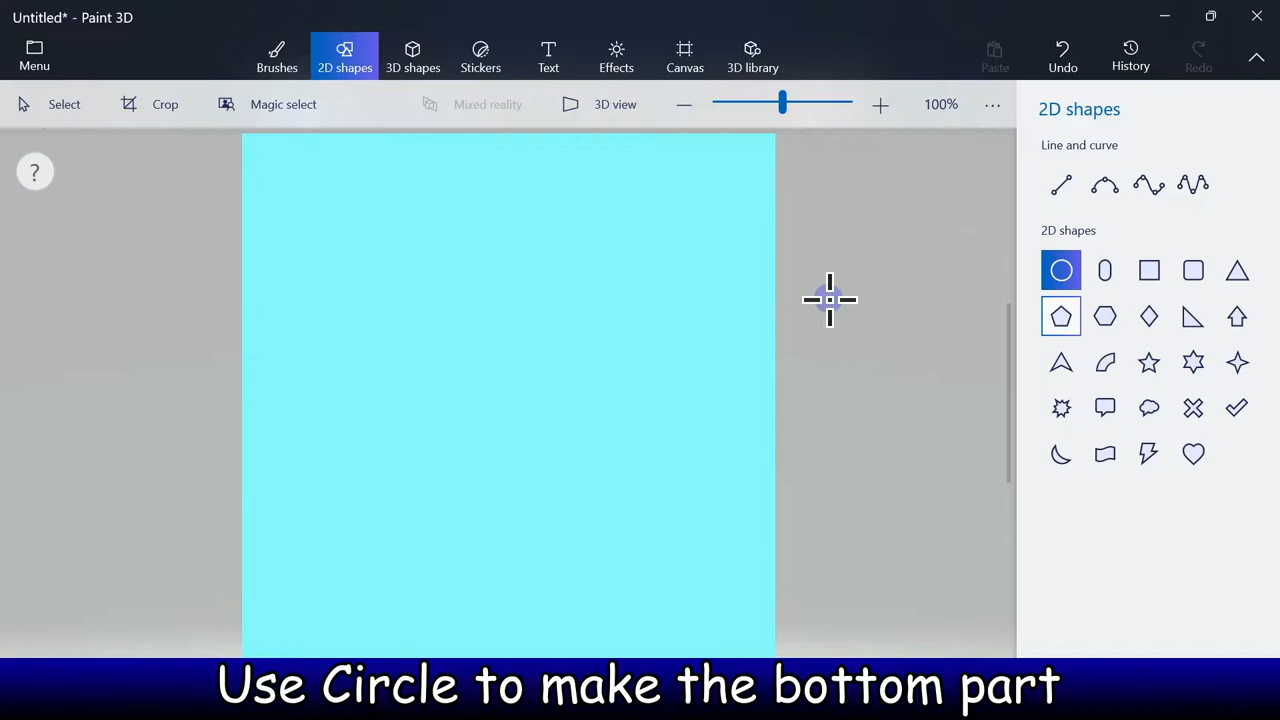 Untitled* - Paint 3D
Menu
Brushes
2D shapes
3D shapes
Stickers
Text
Effects
Canvas
3D library
Paste
Undo
History
Redo
Select
Crop
Magic select
Mixed reality
3D view
100%
2D shapes
Line and curve
?
2D shapes
Use Circle to make the bottom part